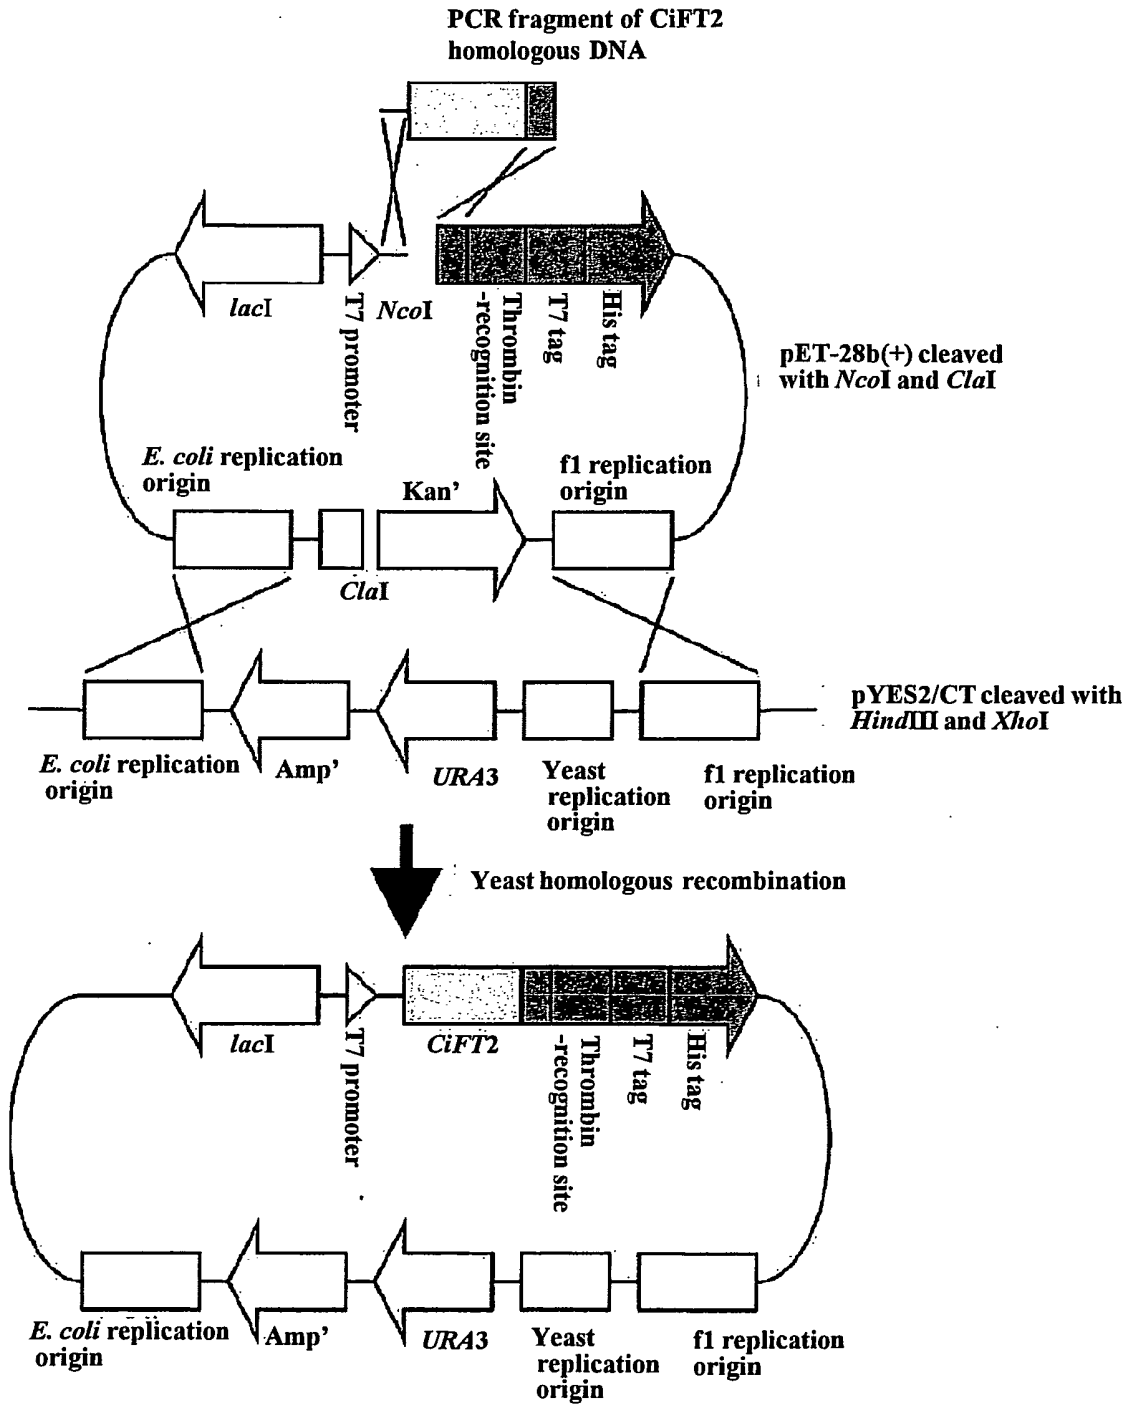 PCR fragment of CiFT2
homologous DNA
lacI
T7 promoter
NcoI
Thrombin
-recognition site
T7 tag
His tag
pET-28b(+) cleaved
with NcoI and ClaI
E. coli replication
origin
Kan'
f1 replication
origin
ClaI
pYES2/CT cleaved with
HindIII and XhoI
E. coli replication
origin
Amp'
URA3
Yeast
replication
origin
f1 replication
origin
Yeast homologous recombination
lacI
T7 promoter
CiFT2
Thrombin
-recognition site
T7 tag
His tag
E. coli replication
origin
Amp'
URA3
Yeast
replication
origin
f1 replication
origin